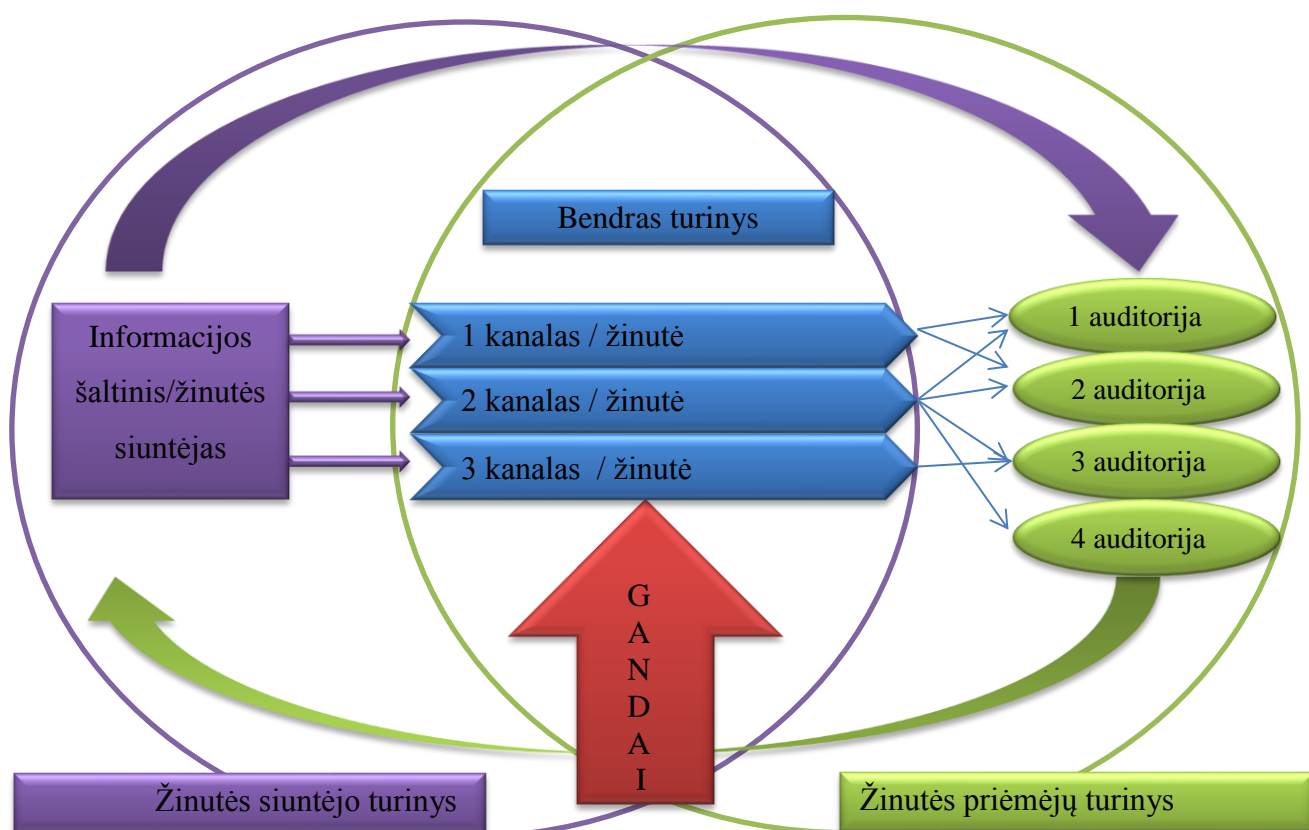 Bendras turinys
Informacijos
šaltinis/žinutės
siuntėjas
1 kanalas / žinutė
2 kanalas / žinutė
3 kanalas / žinutė
1 auditorija
2 auditorija
3 auditorija
4 auditorija
G
A
N
D
A
I
Žinutės siuntėjo turinys
Žinutės priėmėjų turinys